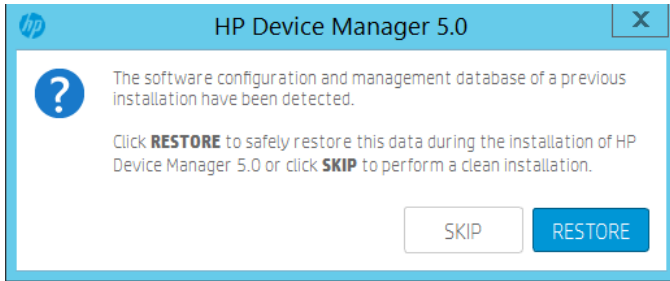 hp
HP Device Manager 5.0
X
?
The software configuration and management database of a previous
installation have been detected.
Click RESTORE to safely restore this data during the installation of HP
Device Manager 5.0 or click SKIP to perform a clean installation.
SKIP
RESTORE